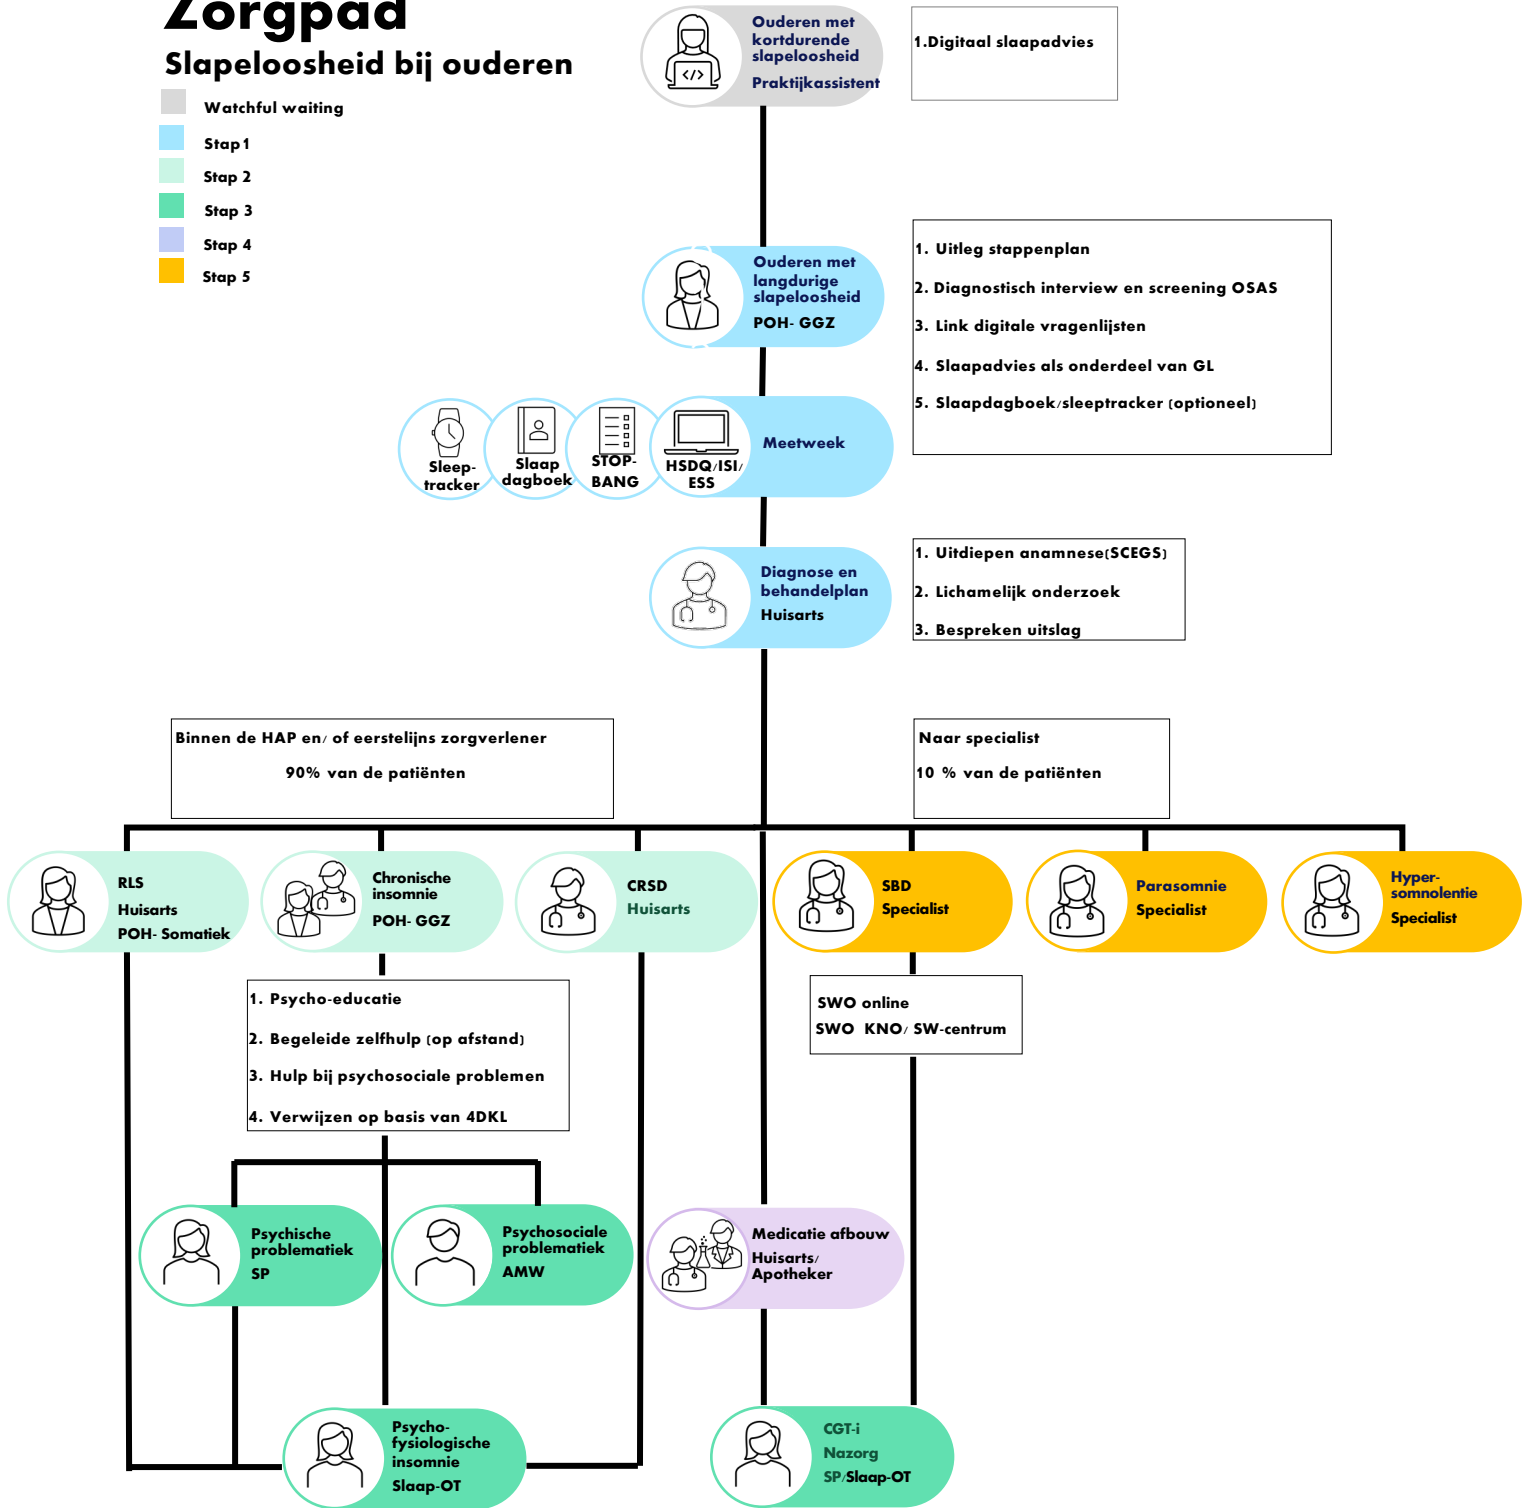 Zorgpad
Slapeloosheid bij ouderen
Watchful waiting
Stap 1
Stap 2
Stap 3
Stap 4
Stap 5
Ouderen met
kortdurende
slapeloosheid
Praktijkassistent
1.Digitaal slaapadvies
Ouderen met
langdurige
slapeloosheid
POH- GGZ
1. Uitleg stappenplan
2. Diagnostisch interview en screening OSAS
3. Link digitale vragenlijsten
4. Slaapadvies als onderdeel van GL
5. Slaapdagboek/sleeptracker (optioneel)
Sleep-
tracker
Slaap
dagboek
STOP-
BANG
HSDQ/ISI/
ESS
Meetweek
Diagnose en
behandelplan
Huisarts
1. Uitdiepen anamnese(SCEGS)
2. Lichamelijk onderzoek
3. Bespreken uitslag
Binnen de HAP en/ of eerstelijns zorgverlener
90% van de patiënten
Naar specialist
10 % van de patiënten
RLS
Huisarts
POH- Somatiek
Chronische
insomnie
POH- GGZ
CRSD
Huisarts
SBD
Specialist
Parasomnie
Specialist
Hyper-
somnolentie
Specialist
1. Psycho-educatie
2. Begeleide zelfhulp (op afstand)
3. Hulp bij psychosociale problemen
4. Verwijzen op basis van 4DKL
SWO online
SWO KNO/ SW-centrum
Psychische
problematiek
SP
Psychosociale
problematiek
AMW
Medicatie afbouw
Huisarts/
Apotheker
Psycho-
fysiologische
insomnie
Slaap-OT
CGT-i
Nazorg
SP/Slaap-OT